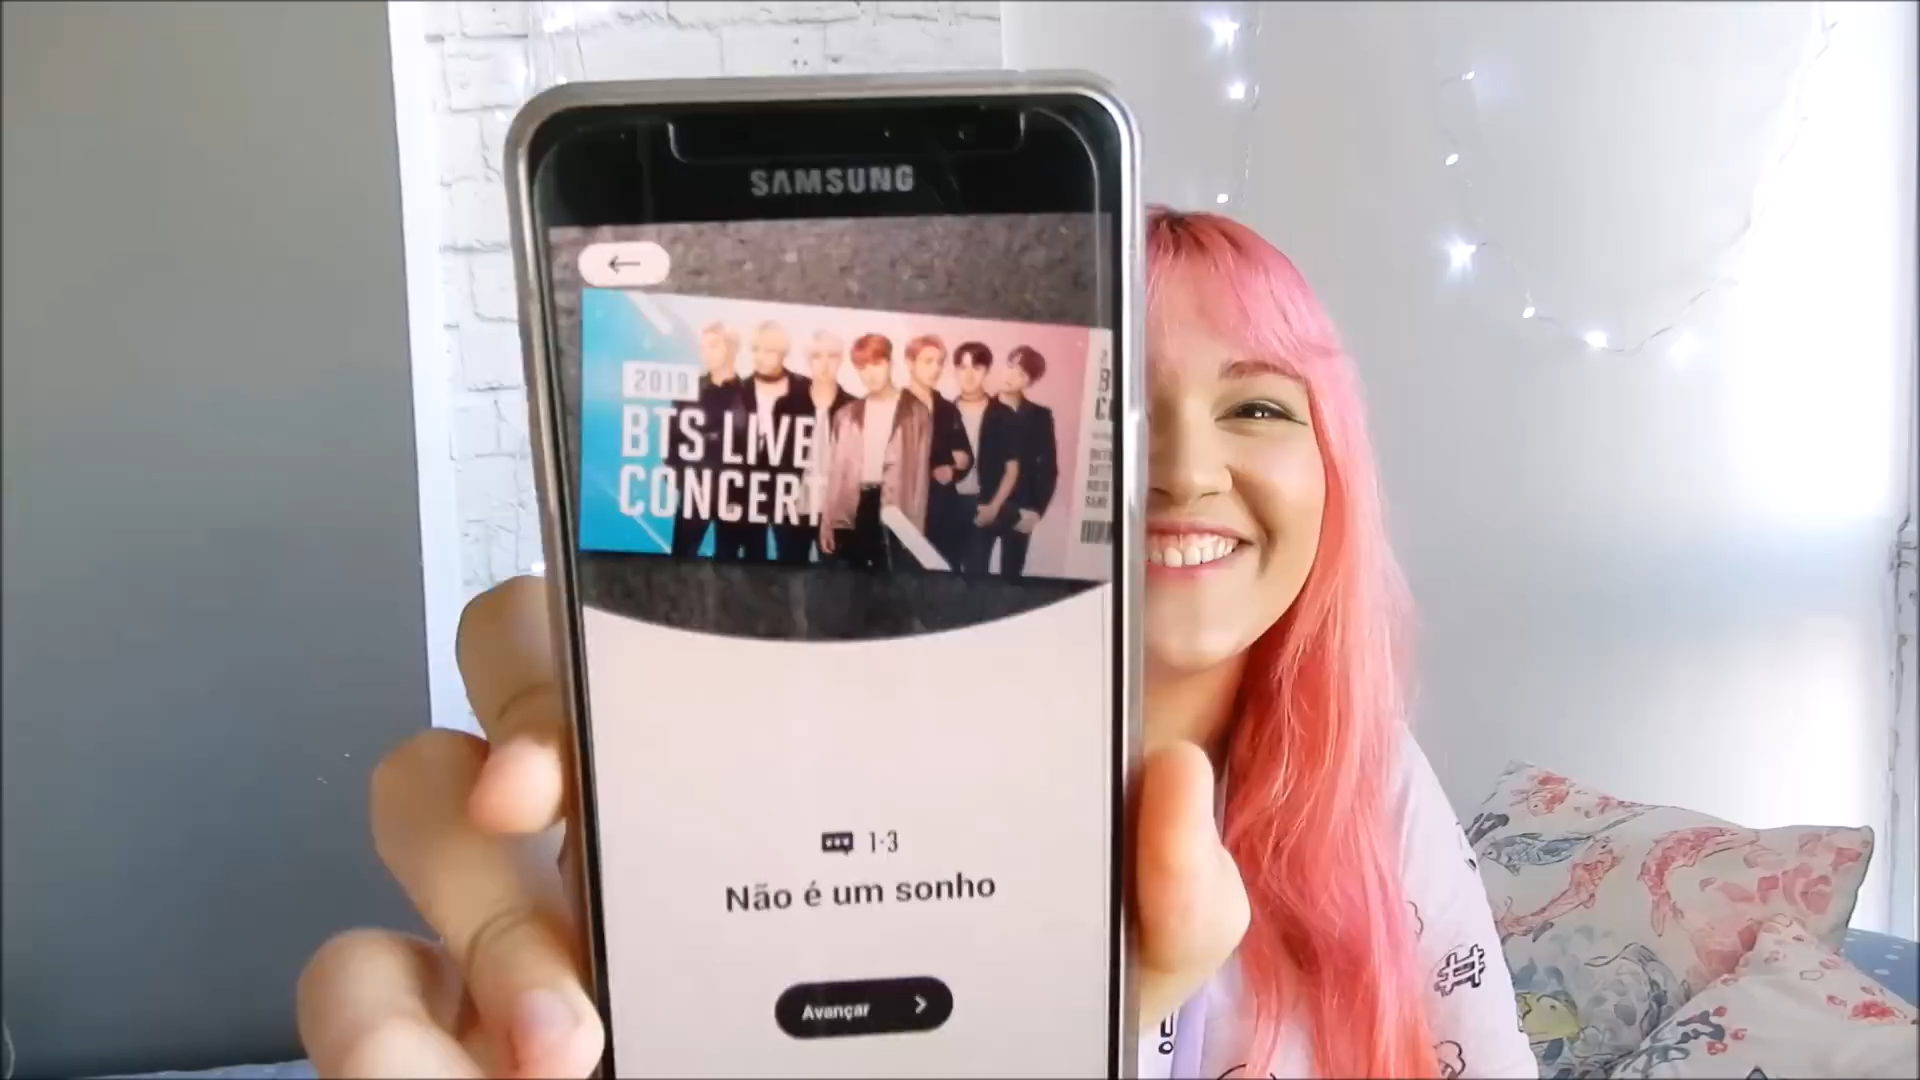 SAMSUNG
2019
BTS LIVE
CONCERT
1-3
Não é um sonho
Avançar
#